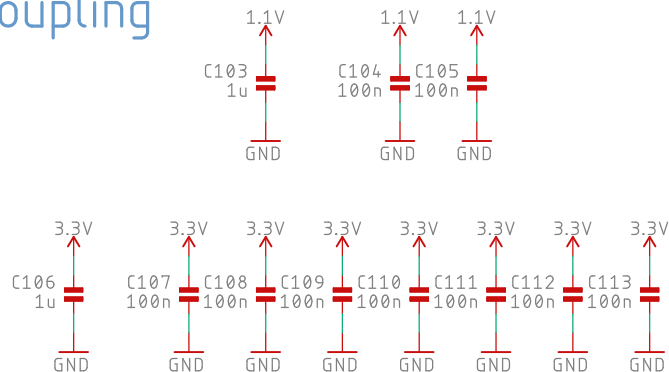 oupling
1.1V 1.1V 1.1V
C103 C104 C105
1u 100n 100n
GND GND GND
3.3V 3.3V 3.3V 3.3V 3.3V 3.3V 3.3V 3.3V
C106 C107 C108 C109 C110 C111 C112 C113
1u 100n 100n 100n 100n 100n 100n 100n
GND GND GND GND GND GND GND GND